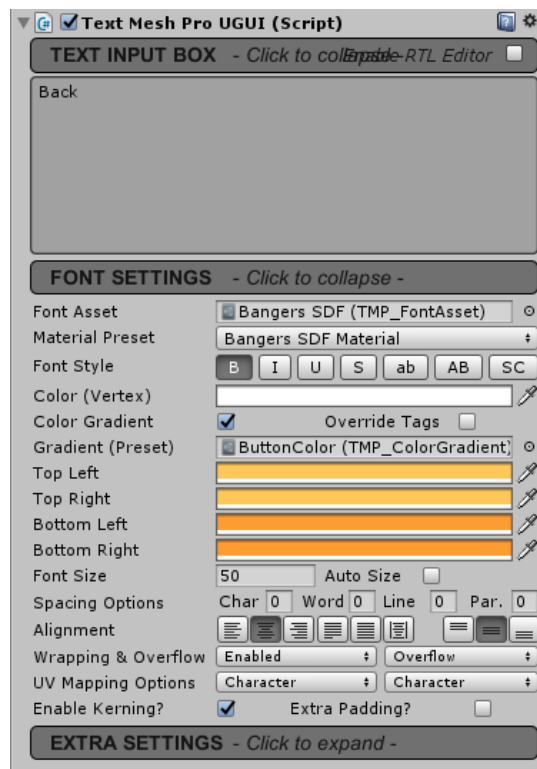 Text Mesh Pro UGUI (Script)
TEXT INPUT BOX - Click to collapse - Enable RTL Editor
Back
FONT SETTINGS - Click to collapse -
Font Asset Bangers SDF (TMP_FontAsset)
Material Preset Bangers SDF Material
Font Style B I U S ab AB SC
Color (Vertex)
Color Gradient Override Tags
Gradient (Preset) ButtonColor (TMP_ColorGradient)
Top Left
Top Right
Bottom Left
Bottom Right
Font Size 50 Auto Size
Spacing Options Char 0 Word 0 Line 0 Par. 0
Alignment
Wrapping & Overflow Enabled Overflow
UV Mapping Options Character Character
Enable Kerning? Extra Padding?
EXTRA SETTINGS - Click to expand -